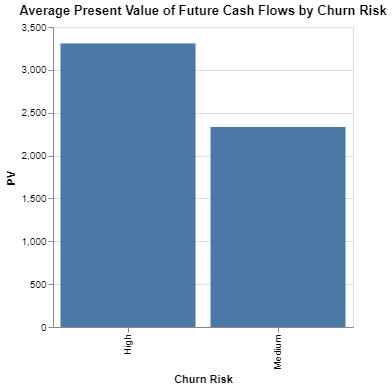 Average Present Value of Future Cash Flows by Churn Risk
3,500
3,000
2,500
2,000
1,500
1,000
500
0
PV
High
Medium
Churn Risk